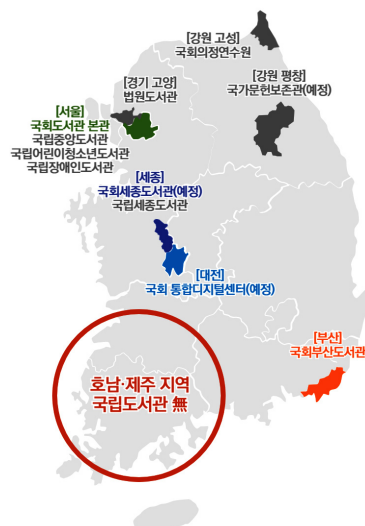 [강원 고성]
국회의정연수원
[경기 고양]
법원도서관
[강원 평창]
국가문헌보존관(예정)
[서울]
국회도서관 본관
국립중앙도서관
국립어린이청소년도서관
국립장애인도서관
[세종]
국회세종도서관(예정)
국립세종도서관
[대전]
국회 통합디지털센터(예정)
[부산]
국회부산도서관
호남·제주 지역
국립도서관 無